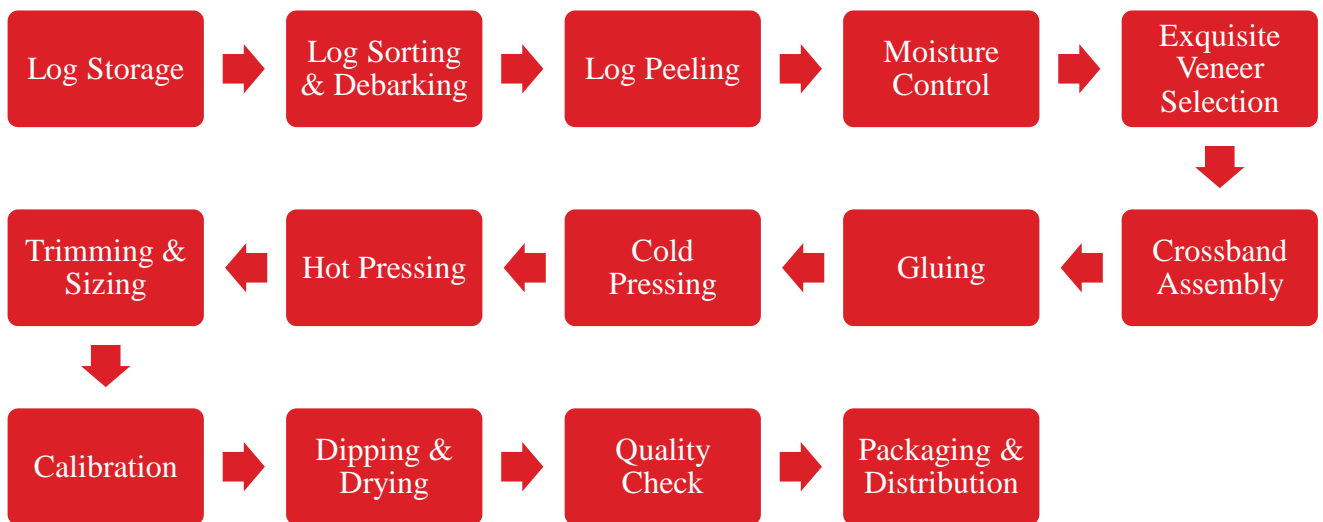 Log Storage
Log Sorting
& Debarking
Log Peeling
Moisture
Control
Exquisite
Veneer
Selection
Crossband
Assembly
Gluing
Cold
Pressing
Hot Pressing
Trimming &
Sizing
Calibration
Dipping &
Drying
Quality
Check
Packaging &
Distribution